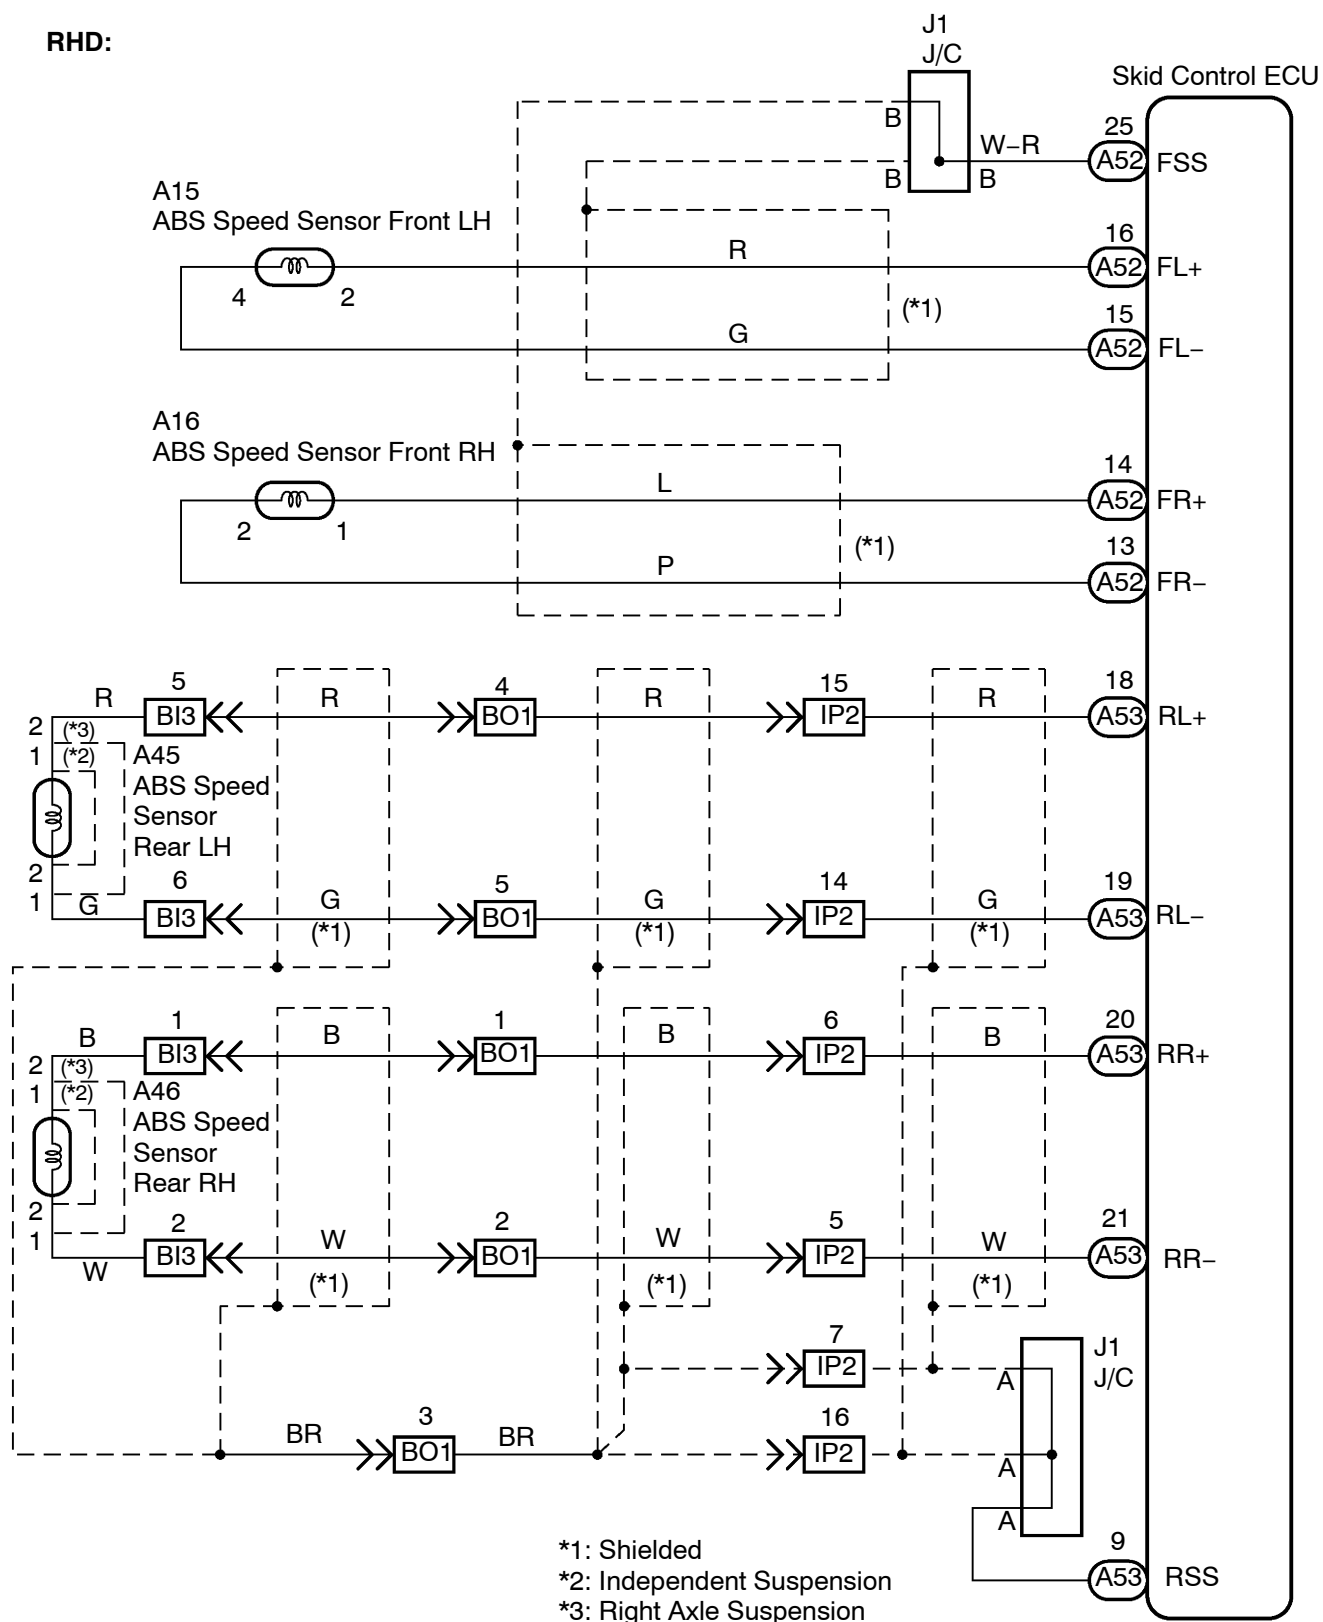 RHD:
J1
J/C
Skid Control ECU
B
W–R
25
A52 FSS
B
B
A15
ABS Speed Sensor Front LH
R
16
A52 FL+
4
2
(*1)
G
15
A52 FL–
A16
ABS Speed Sensor Front RH
L
14
A52 FR+
2
1
(*1)
P
13
A52 FR–
R
5
BI3
R
4
BO1
R
15
IP2
R
18
A53 RL+
2 (*3)
1 (*2)
A45
ABS Speed
Sensor
Rear LH
2
1
G
6
BI3
G
(*1)
5
BO1
G
(*1)
14
IP2
G
(*1)
19
A53 RL–
B
1
BI3
B
1
BO1
B
6
IP2
B
20
A53 RR+
2 (*3)
1 (*2)
A46
ABS Speed
Sensor
Rear RH
2
1
W
2
BI3
W
(*1)
2
BO1
W
(*1)
5
IP2
W
(*1)
21
A53 RR–
7
IP2
A
J1
J/C
BR
3
BO1
BR
16
IP2
A
A
9
A53 RSS
*1: Shielded
*2: Independent Suspension
*3: Right Axle Suspension